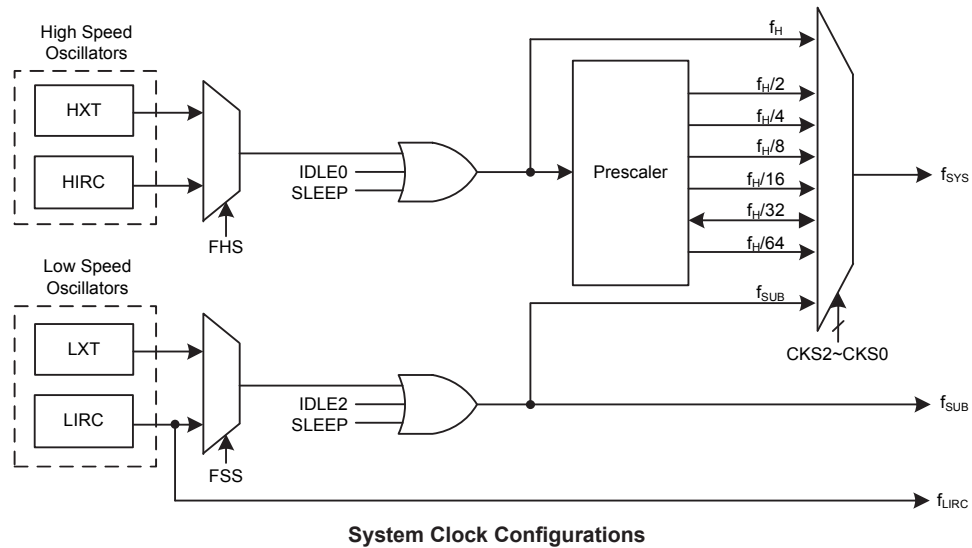 High Speed
Oscillators
HXT
HIRC
FHS
IDLE0
SLEEP
Prescaler
fH
fH/2
fH/4
fH/8
fH/16
fH/32
fH/64
fSUB
CKS2~CKS0
fSYS
Low Speed
Oscillators
LXT
LIRC
FSS
IDLE2
SLEEP
fSUB
fLIRC
System Clock Configurations